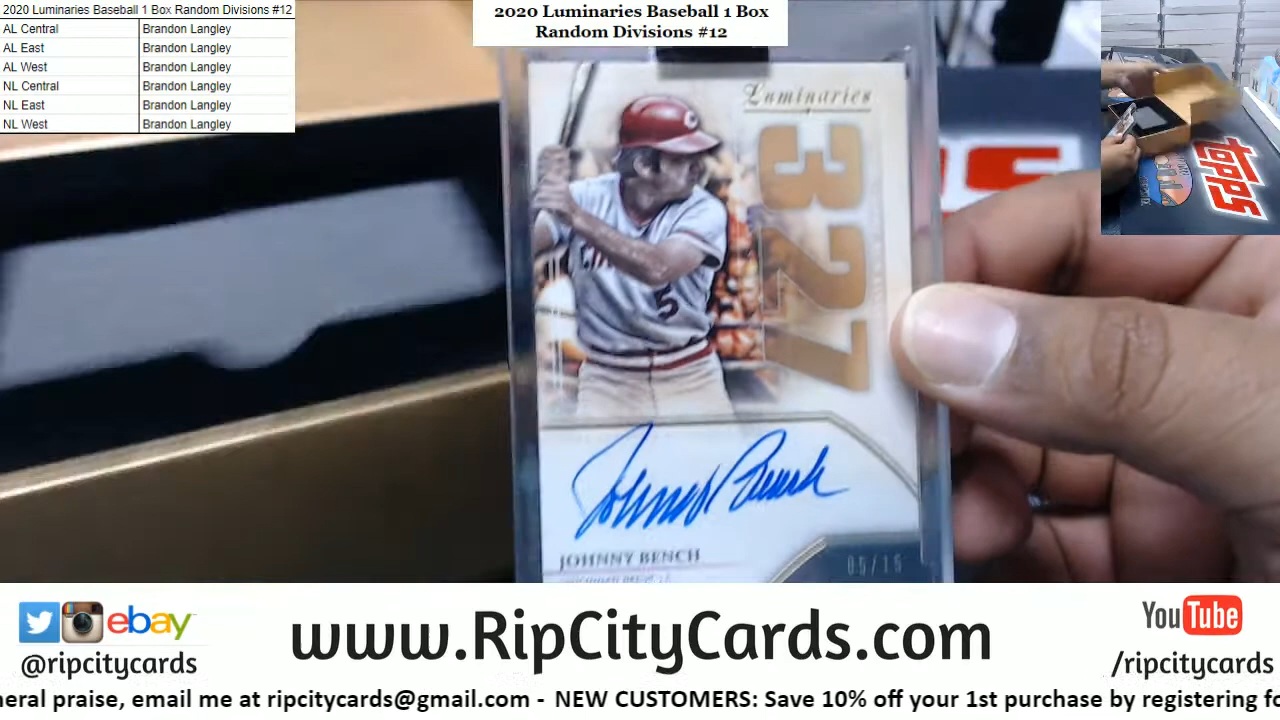 2020 Luminaries Baseball 1 Box Random Divisions #12
AL Central Brandon Langley
AL East Brandon Langley
AL West Brandon Langley
NL Central Brandon Langley
NL East Brandon Langley
NL West Brandon Langley
2020 Luminaries Baseball 1 Box
Random Divisions #12
Luminaries
327
C
5
Johnny Bench
JOHNNY BENCH
05/15
topps
ebay
@ripcitycards
www.RipCityCards.com
YouTube
/ripcitycards
neral praise, email me at ripcitycards@gmail.com - NEW CUSTOMERS: Save 10% off your 1st purchase by registering fo